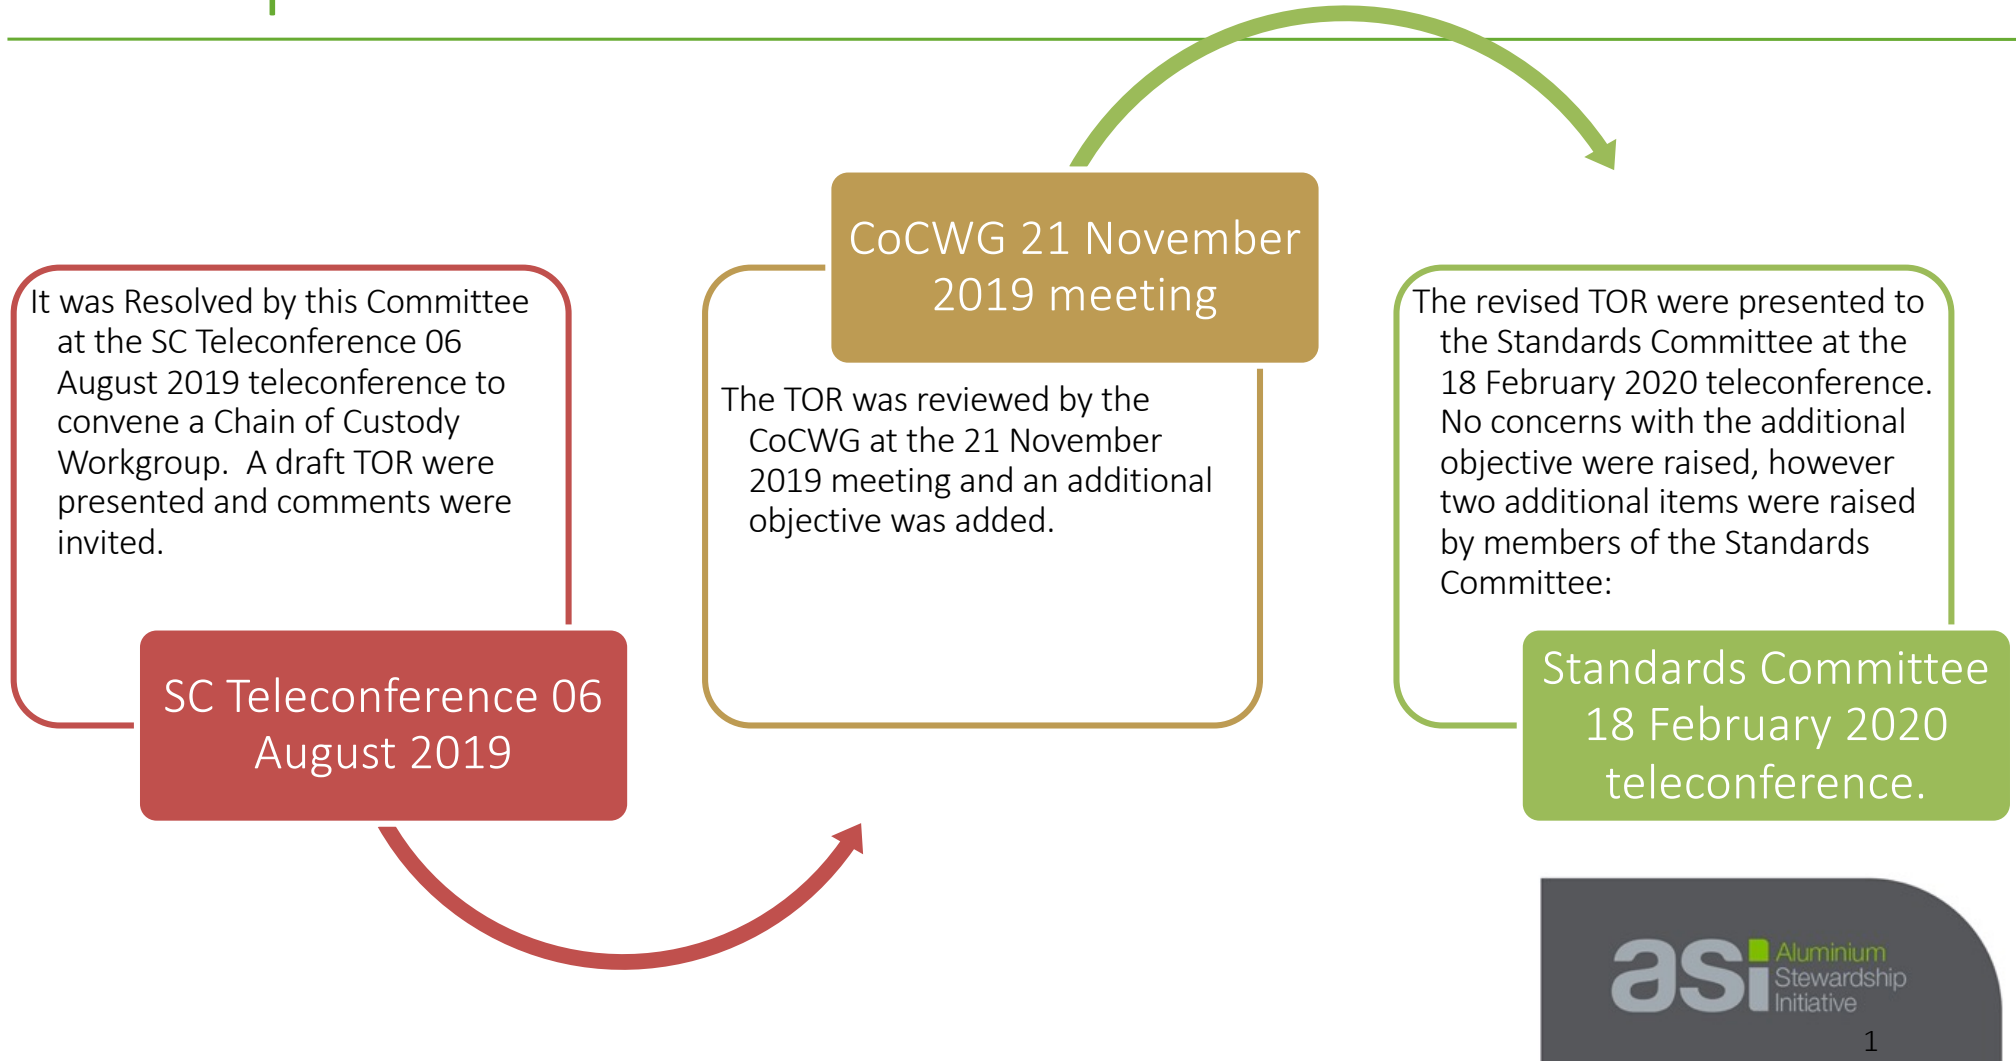 It was Resolved by this Committee
at the SC Teleconference 06
August 2019 teleconference to
convene a Chain of Custody
Workgroup.  A draft TOR were
presented and comments were
invited.
SC Teleconference 06
August 2019
CoCWG 21 November
2019 meeting
The TOR was reviewed by the
CoCWG at the 21 November
2019 meeting and an additional
objective was added.
The revised TOR were presented to
the Standards Committee at the
18 February 2020 teleconference.
No concerns with the additional
objective were raised, however
two additional items were raised
by members of the Standards
Committee:
Standards Committee
18 February 2020
teleconference.
asi
Aluminium
Stewardship
Initiative
1